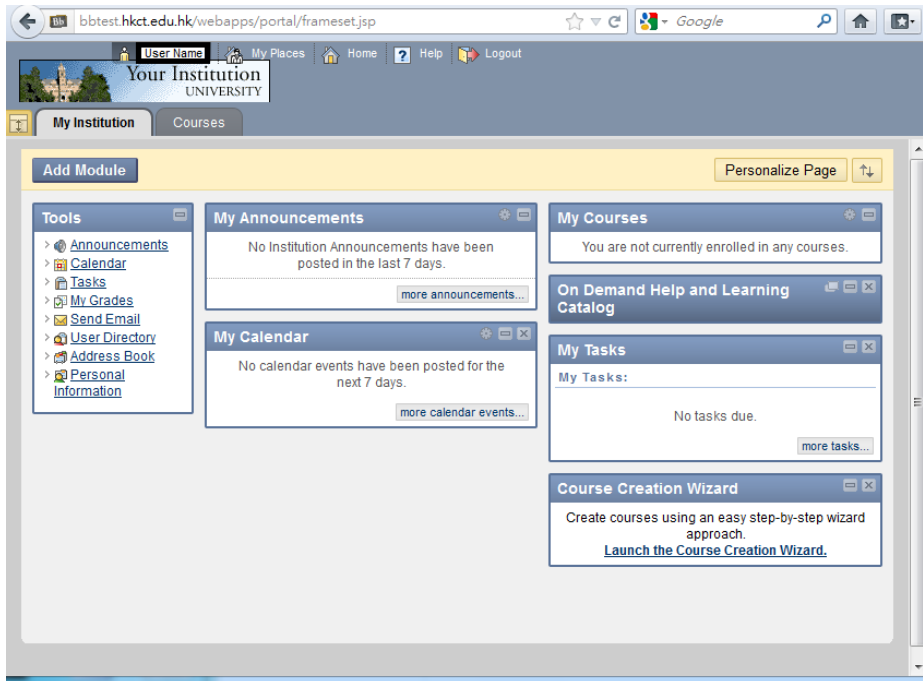 bbtest.hkct.edu.hk/webapps/portal/frameset.jsp
Google
User Name
My Places
Home
Help
Logout
Your Institution
UNIVERSITY
My Institution
Courses
Add Module
Personalize Page
Tools
Announcements
Calendar
Tasks
My Grades
Send Email
User Directory
Address Book
Personal
Information
My Announcements
No Institution Announcements have been
posted in the last 7 days.
more announcements...
My Calendar
No calendar events have been posted for the
next 7 days.
more calendar events...
My Courses
You are not currently enrolled in any courses.
On Demand Help and Learning
Catalog
My Tasks
My Tasks:
No tasks due.
more tasks...
Course Creation Wizard
Create courses using an easy step-by-step wizard
approach.
Launch the Course Creation Wizard.